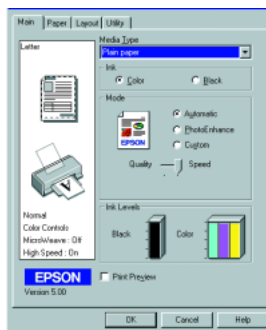 Main Paper Layout Utility
Letter
Media Type
Plain paper
Ink
Color Black
Mode
EPSON
Automatic
PhotoEnhance
Custom
Quality Speed
Normal
Color Controls
MicroWeave : Off
High Speed : On
Ink Levels
Black Color
EPSON
Version 5.00
Print Preview
OK Cancel Help